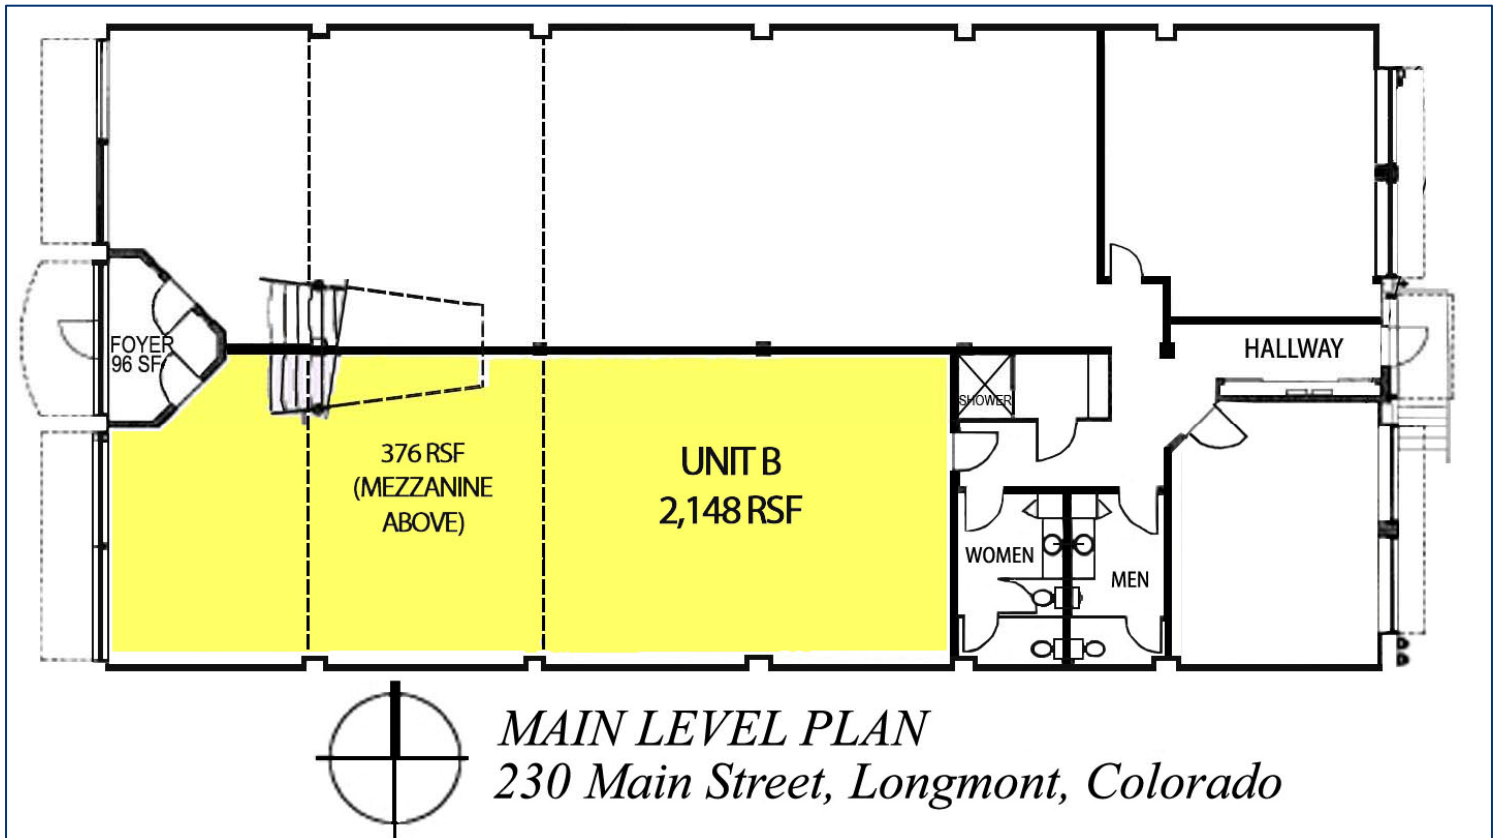 FOYER
96 SF
HALLWAY
SHOWER
376 RSF
(MEZZANINE
ABOVE)
UNIT B
2,148 RSF
WOMEN
MEN
MAIN LEVEL PLAN
230 Main Street, Longmont, Colorado